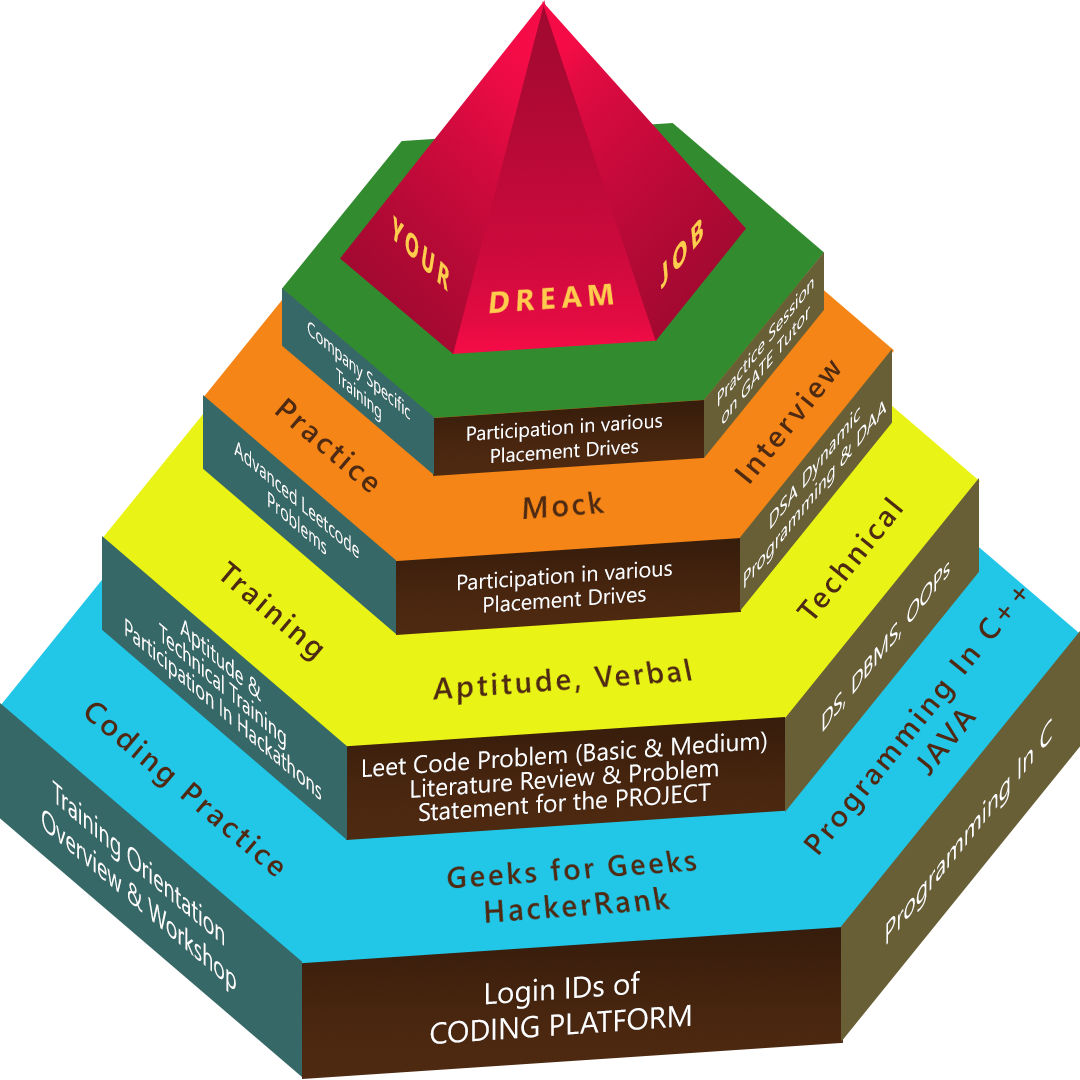 YOUR
DREAM
JOB
Company Specific
Training
Participation in various
Placement Drives
Practice Session
on GATE Tutor
Practice
Mock
Interview
Advanced Leetcode
Problems
Participation in various
Placement Drives
DSA Dynamic
Programming & DAA
Training
Aptitude, Verbal
Technical
Aptitude &
Technical Training
Participation In Hackathons
Leet Code Problem (Basic & Medium)
Literature Review & Problem
Statement for the PROJECT
DS, DBMS, OOPs
Coding Practice
Geeks for Geeks
HackerRank
Programming In C++
JAVA
Training Orientation
Overview & Workshop
Login IDs of
CODING PLATFORM
Programming In C